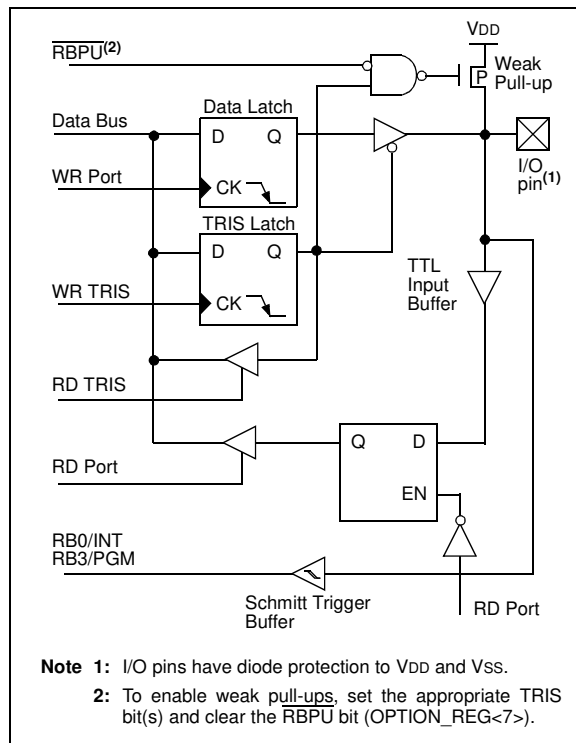 VDD
RBPU(2)
Weak
Pull-up
P
Data Latch
Data Bus
D Q
WR Port
CK
I/O
pin(1)
TRIS Latch
D Q
WR TRIS
CK
TTL
Input
Buffer
RD TRIS
Q D
RD Port
EN
RB0/INT
RB3/PGM
Schmitt Trigger
Buffer
RD Port
Note 1: I/O pins have diode protection to VDD and VSS.
2: To enable weak pull-ups, set the appropriate TRIS
bit(s) and clear the RBPU bit (OPTION_REG<7>).